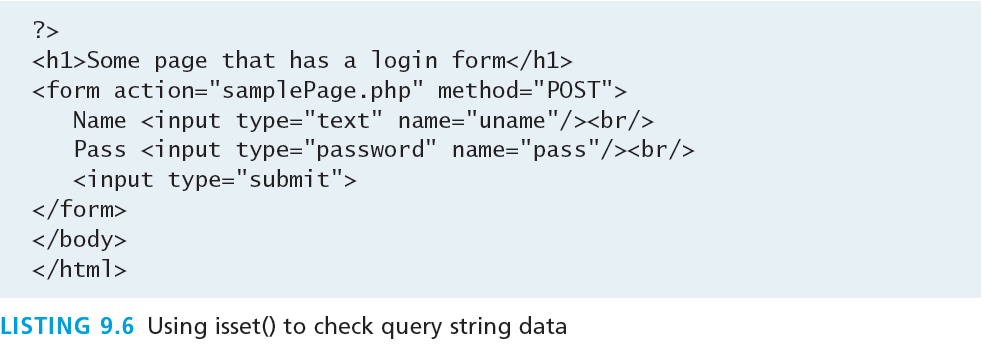 ?>
<h1>Some page that has a login form</h1>
<form action="samplePage.php" method="POST">
   Name <input type="text" name="uname"/><br/>
   Pass <input type="password" name="pass"/><br/>
   <input type="submit">
</form>
</body>
</html>
LISTING 9.6 Using isset() to check query string data